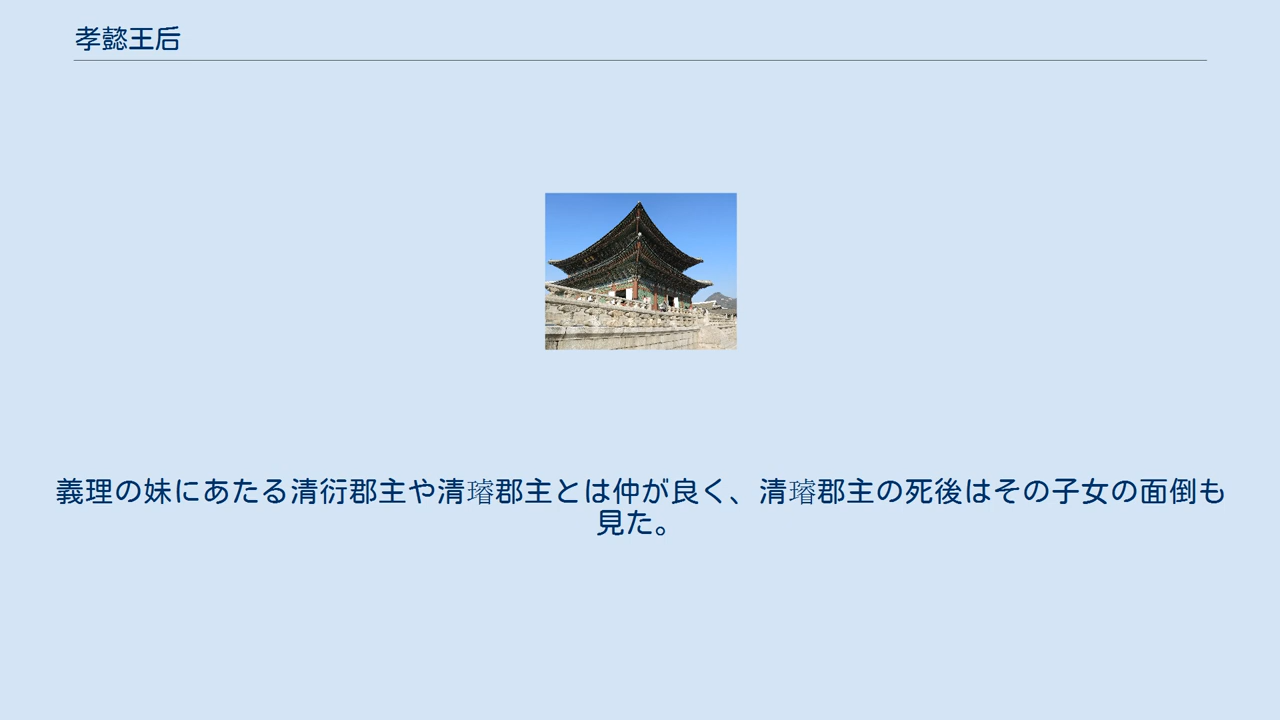 孝懿王后
義理の妹にあたる清衍郡主や清璿郡主とは仲が良く、清璿郡主の死後はその子女の面倒も
見た。